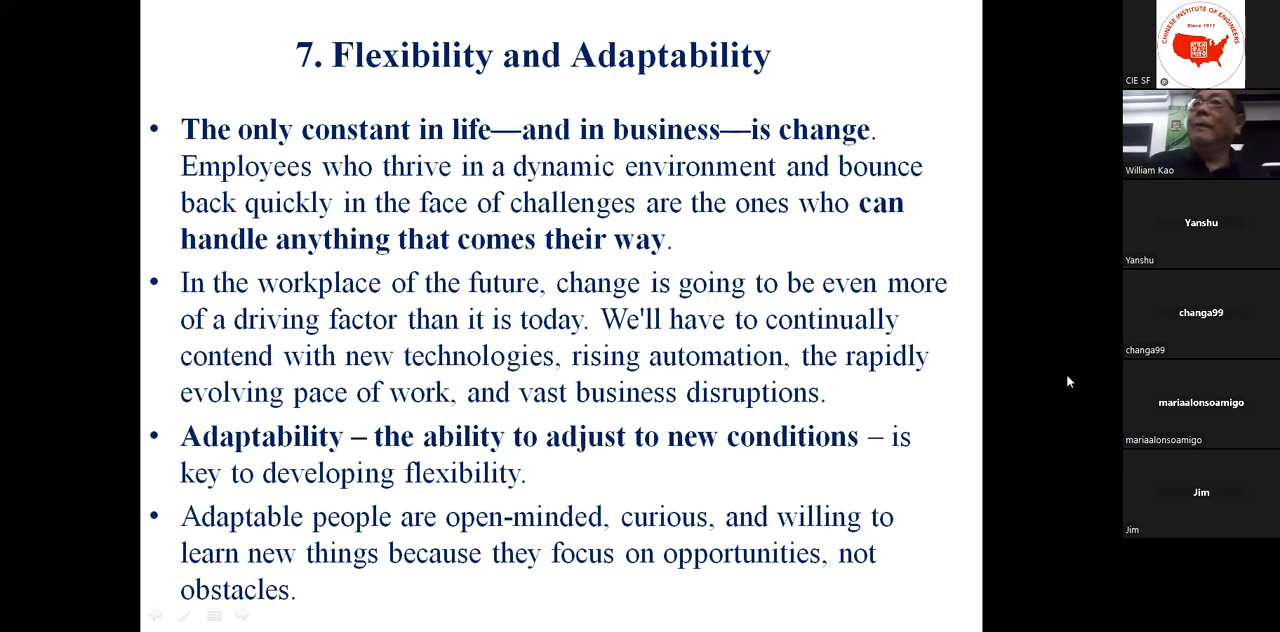 7. Flexibility and Adaptability
• The only constant in life—and in business—is change.
Employees who thrive in a dynamic environment and bounce
back quickly in the face of challenges are the ones who can
handle anything that comes their way.
• In the workplace of the future, change is going to be even more
of a driving factor than it is today. We'll have to continually
contend with new technologies, rising automation, the rapidly
evolving pace of work, and vast business disruptions.
• Adaptability – the ability to adjust to new conditions – is
key to developing flexibility.
• Adaptable people are open-minded, curious, and willing to
learn new things because they focus on opportunities, not
obstacles.
CHINESE INSTITUTE OF ENGINEERS
Since 1917
CIE SF
William Kao
Yanshu
Yanshu
changa99
changa99
mariaalonsoamigo
mariaalonsoamigo
Jim
Jim